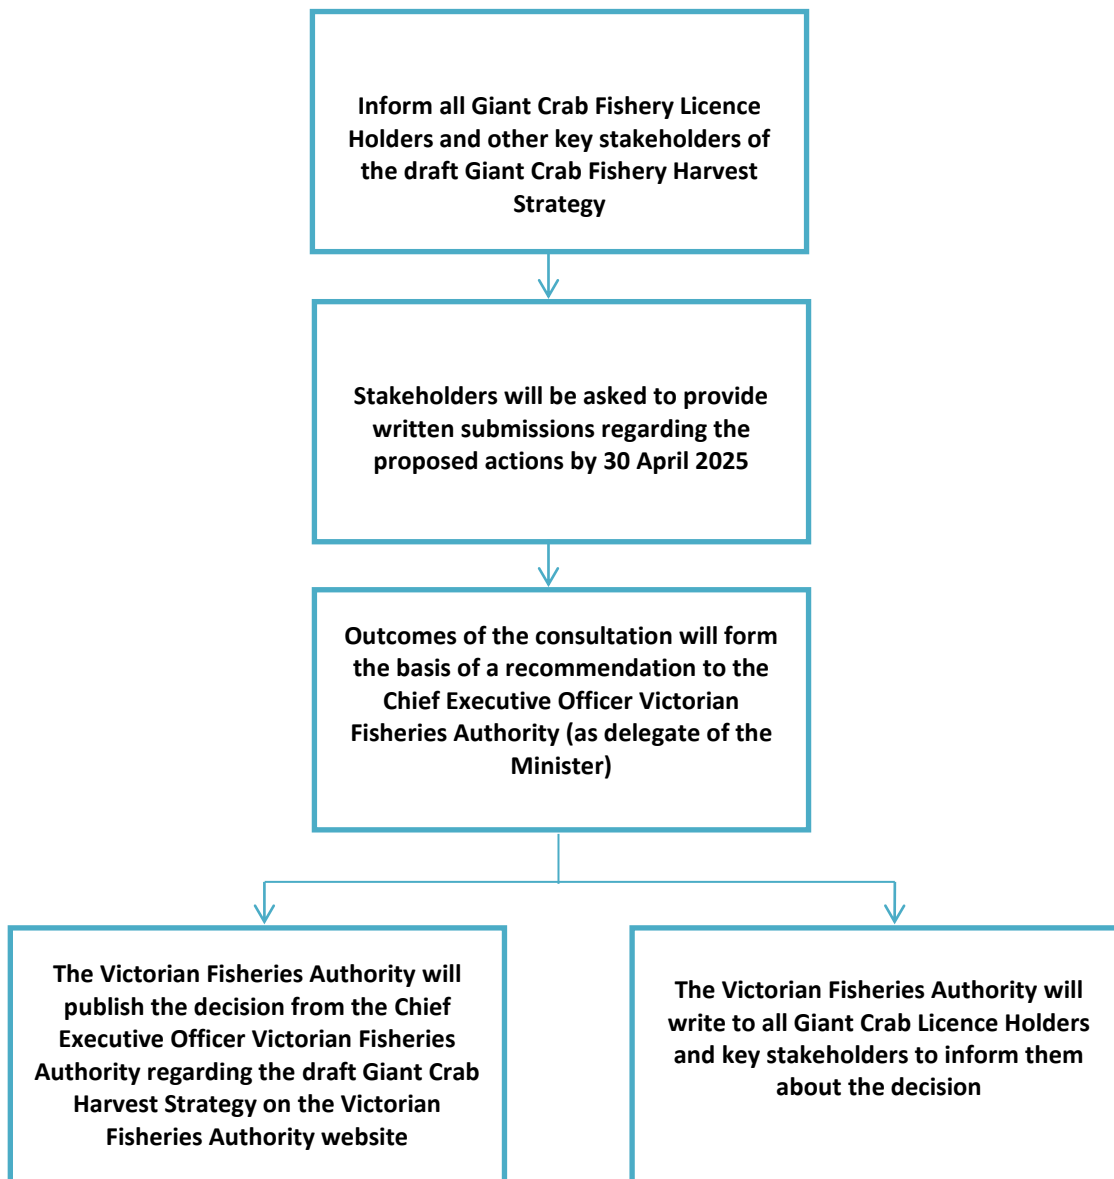 Inform all Giant Crab Fishery Licence
Holders and other key stakeholders of
the draft Giant Crab Fishery Harvest
Strategy
Stakeholders will be asked to provide
written submissions regarding the
proposed actions by 30 April 2025
Outcomes of the consultation will form
the basis of a recommendation to the
Chief Executive Officer Victorian
Fisheries Authority (as delegate of the
Minister)
The Victorian Fisheries Authority will
publish the decision from the Chief
Executive Officer Victorian Fisheries
Authority regarding the draft Giant Crab
Harvest Strategy on the Victorian
Fisheries Authority website
The Victorian Fisheries Authority will
write to all Giant Crab Licence Holders
and key stakeholders to inform them
about the decision